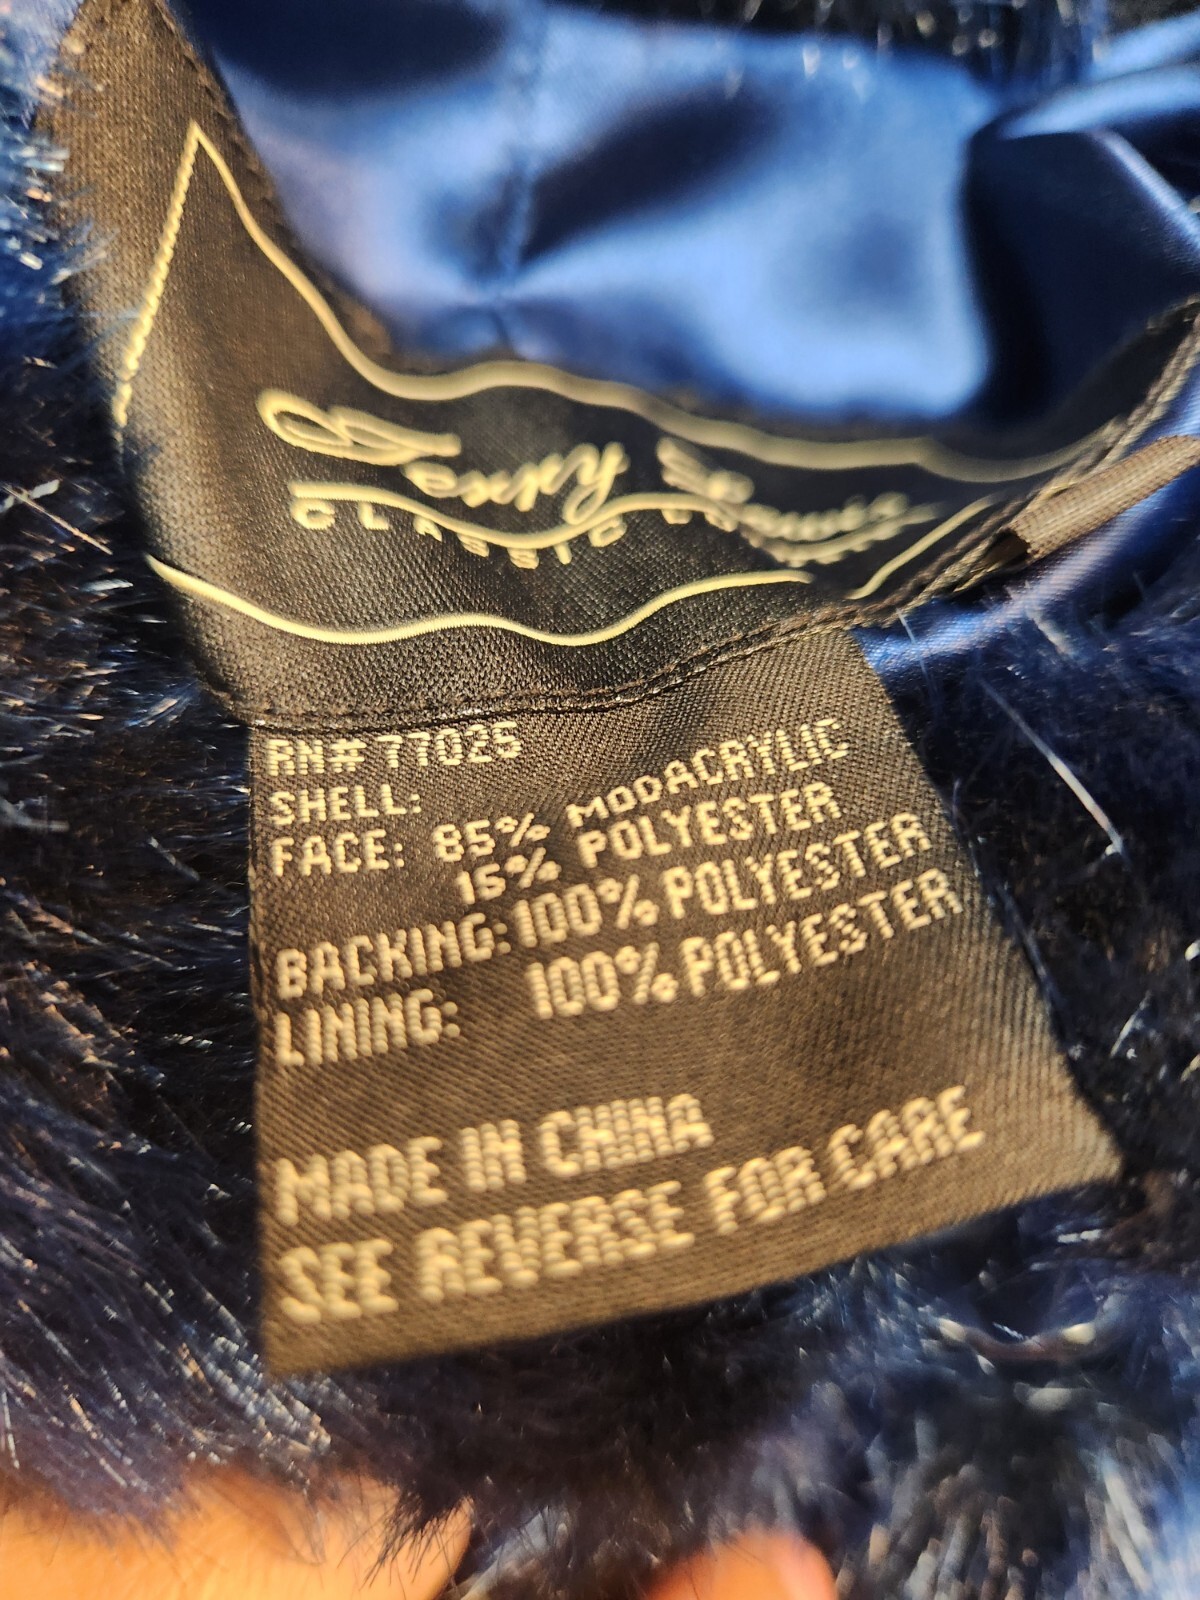 CLASSIC
RN# 77025
SHELL:
FACE: 85% MODACRYLIC
15% POLYESTER
BACKING: 100% POLYESTER
LINING: 100% POLYESTER
MADE IN CHINA
SEE REVERSE FOR CARE